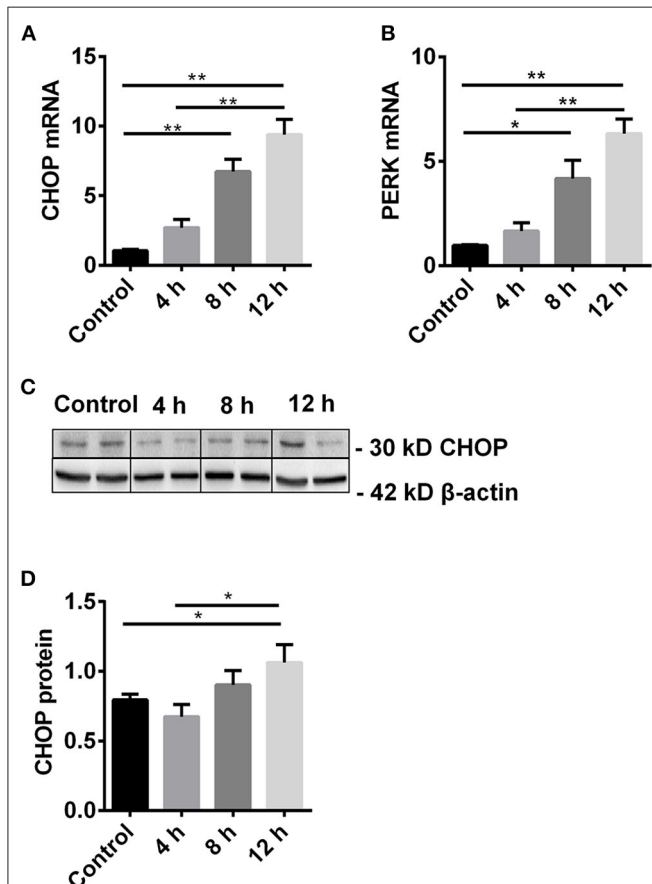 A
CHOP mRNA
15
10
5
0
**
**
**
Control
4 h
8 h
12 h
B
PERK mRNA
10
5
0
**
**
*
Control
4 h
8 h
12 h
C
Control 4 h 8 h 12 h
- 30 kD CHOP
- 42 kD β-actin
D
CHOP protein
1.5
1.0
0.5
0.0
*
*
Control
4 h
8 h
12 h